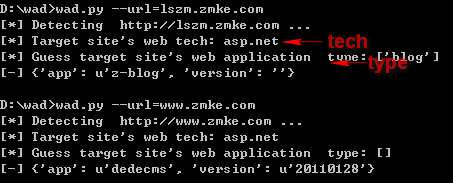 D:\wad>wad.py --url=lszm.zmke.com
[*] Detecting  http://lszm.zmke.com ...
[*] Target site's web tech: asp.net tech
[*] Guess target site's web application  type: ['blog']
type
[-] {'app': u'z-blog', 'version': ''}
D:\wad>wad.py --url=www.zmke.com
[*] Detecting  http://www.zmke.com ...
[*] Target site's web tech: asp.net
[*] Guess target site's web application  type: []
[-] {'app': u'dedecms', 'version': u'20110128'}